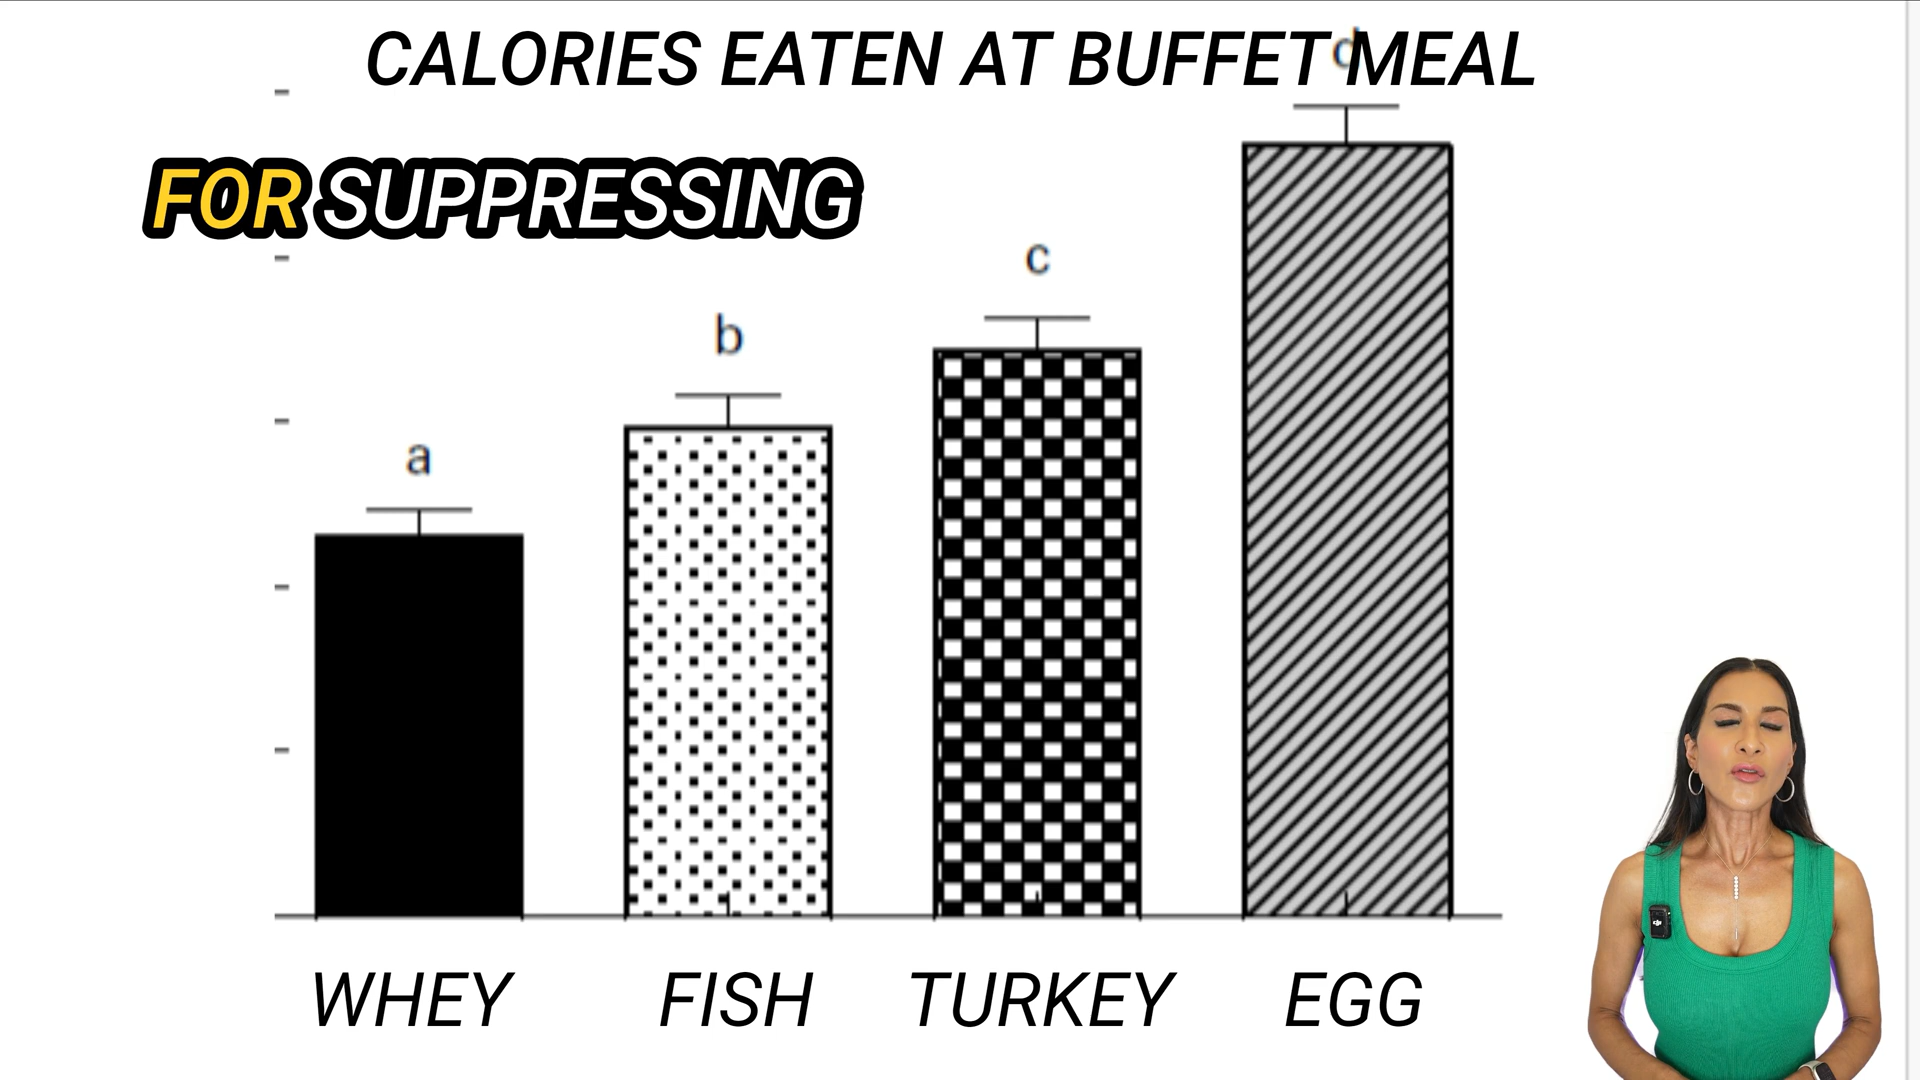 CALORIES EATEN AT BUFFET MEAL
d
FOR SUPPRESSING
c
b
a
WHEY FISH TURKEY EGG